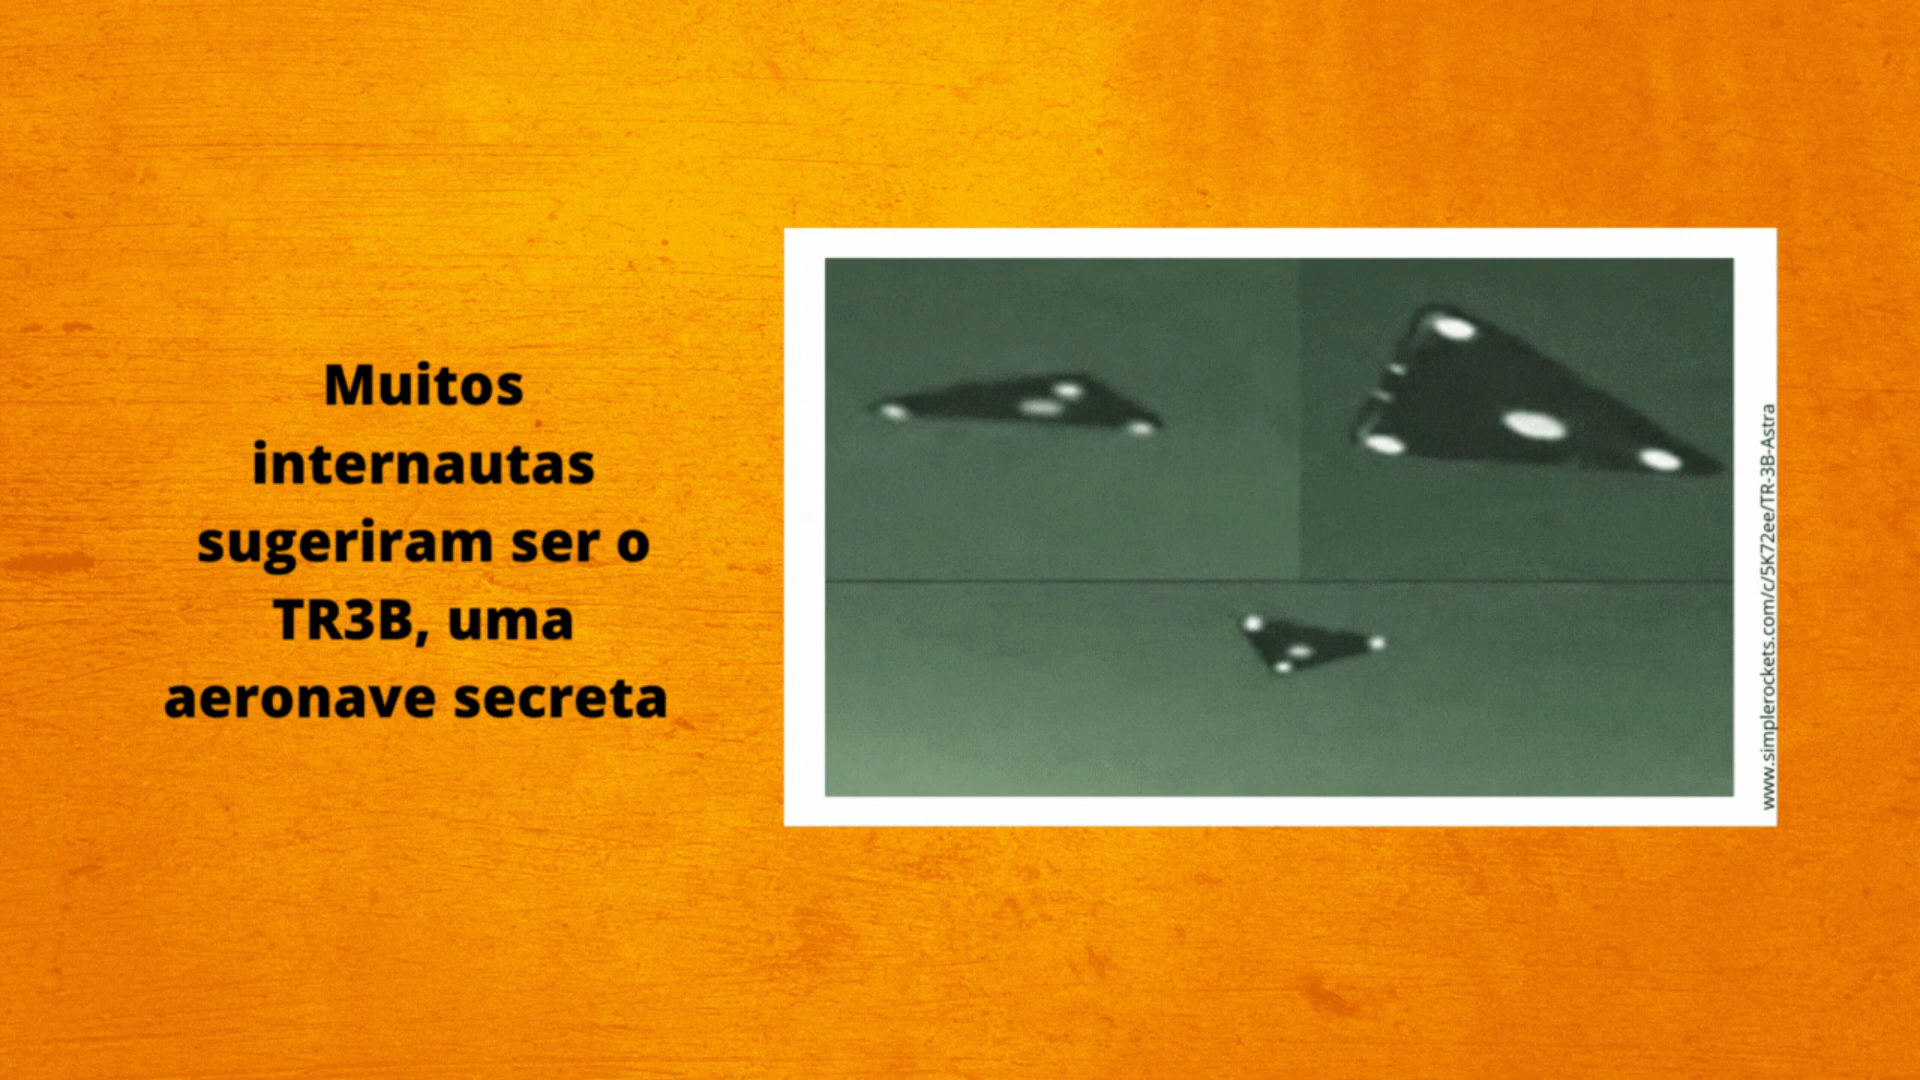 Muitos
internautas
sugeriram ser o
TR3B, uma
aeronave secreta
www.simplerockets.com/c/5K72ee/TR-3B-Astra